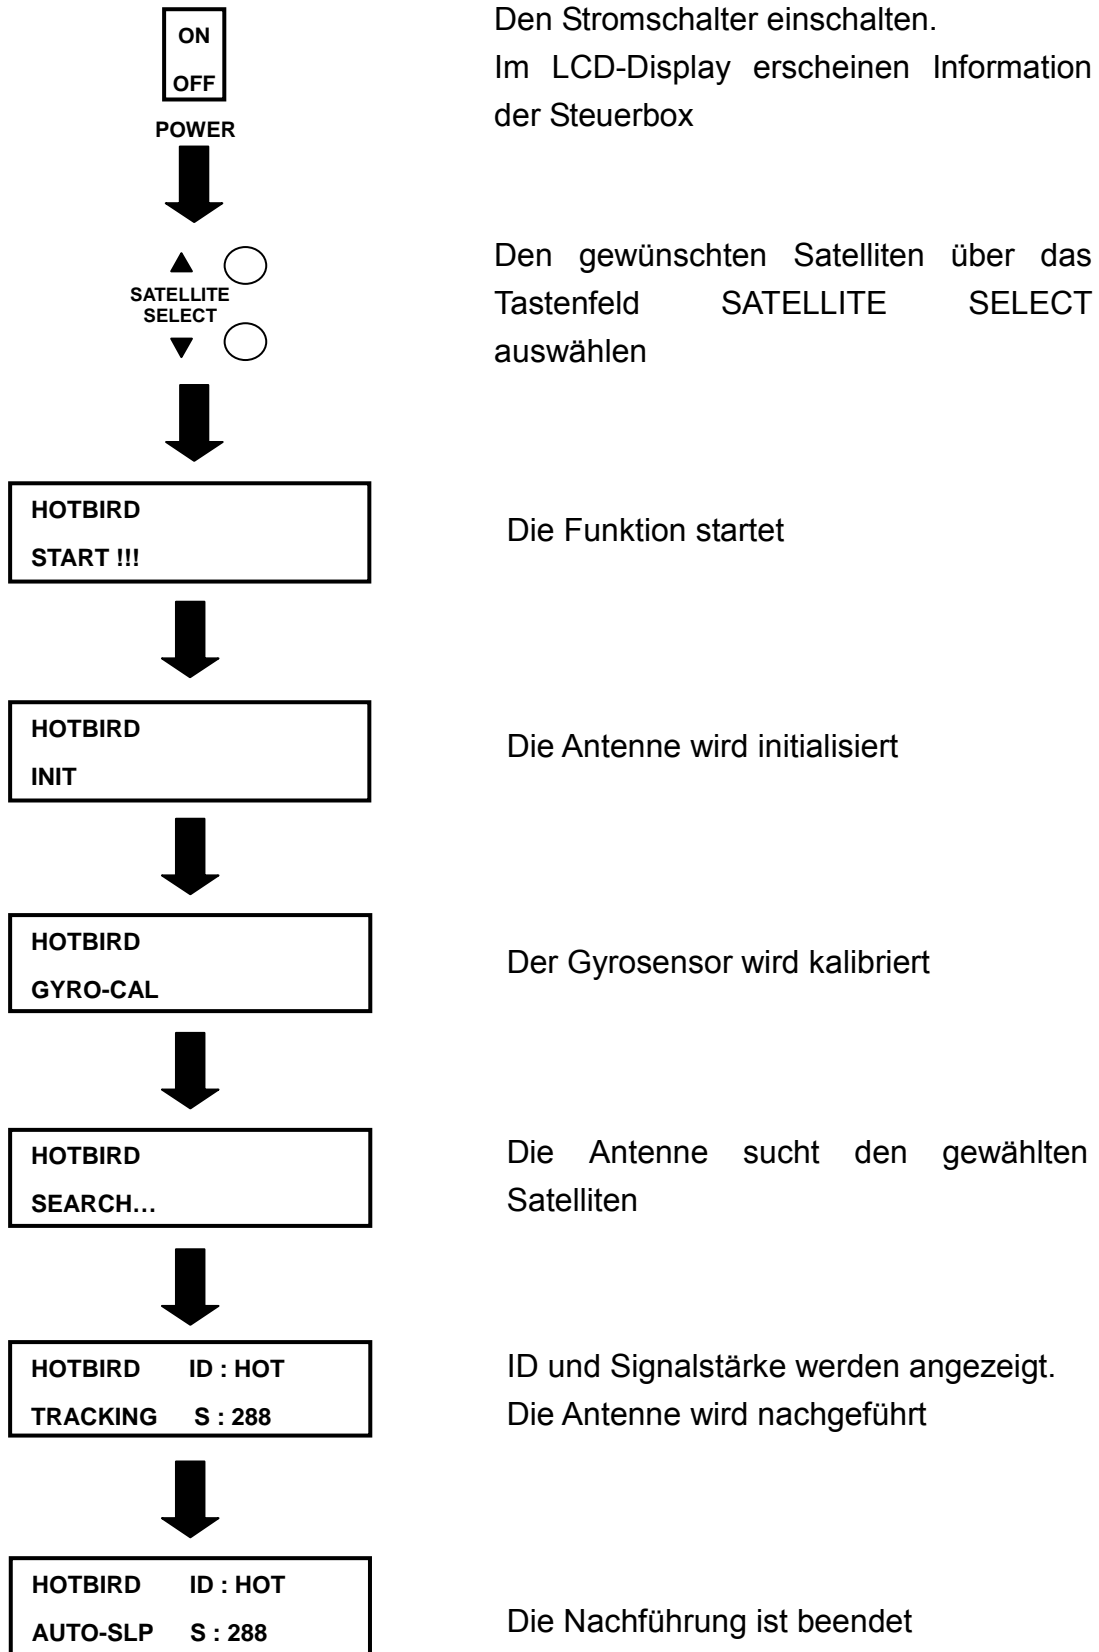 ON
OFF
POWER
Den Stromschalter einschalten.
Im LCD-Display erscheinen Information
der Steuerbox
▲
SATELLITE
SELECT
▼
Den gewünschten Satelliten über das
Tastenfeld SATELLITE SELECT
auswählen
HOTBIRD
START !!!
Die Funktion startet
HOTBIRD
INIT
Die Antenne wird initialisiert
HOTBIRD
GYRO-CAL
Der Gyrosensor wird kalibriert
HOTBIRD
SEARCH…
Die Antenne sucht den gewählten
Satelliten
HOTBIRD ID : HOT
TRACKING S : 288
ID und Signalstärke werden angezeigt.
Die Antenne wird nachgeführt
HOTBIRD ID : HOT
AUTO-SLP S : 288
Die Nachführung ist beendet